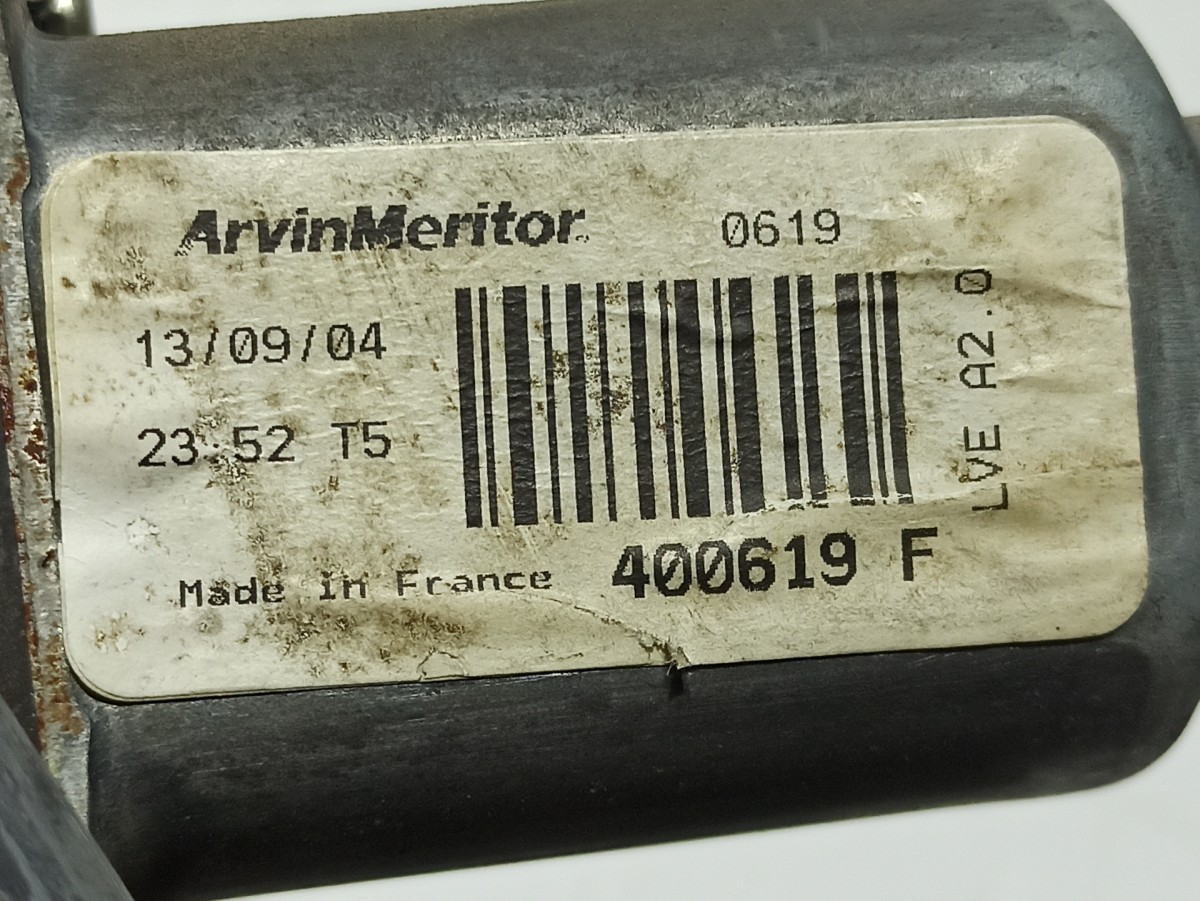 ArvinMeritor 0619
13/09/04
23:52 T5
LVE A2.0
Made in France 400619 F